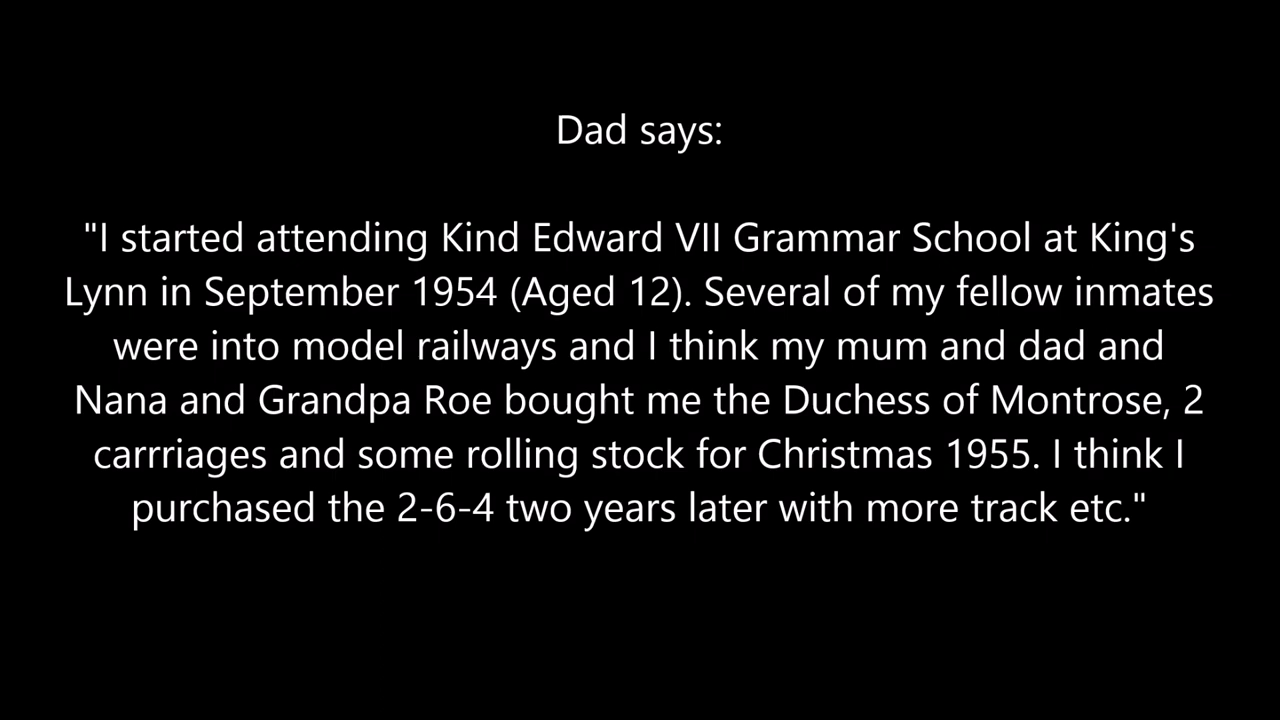 Dad says:
"I started attending Kind Edward VII Grammar School at King's
Lynn in September 1954 (Aged 12). Several of my fellow inmates
were into model railways and I think my mum and dad and
Nana and Grandpa Roe bought me the Duchess of Montrose, 2
carrriages and some rolling stock for Christmas 1955. I think I
purchased the 2-6-4 two years later with more track etc."